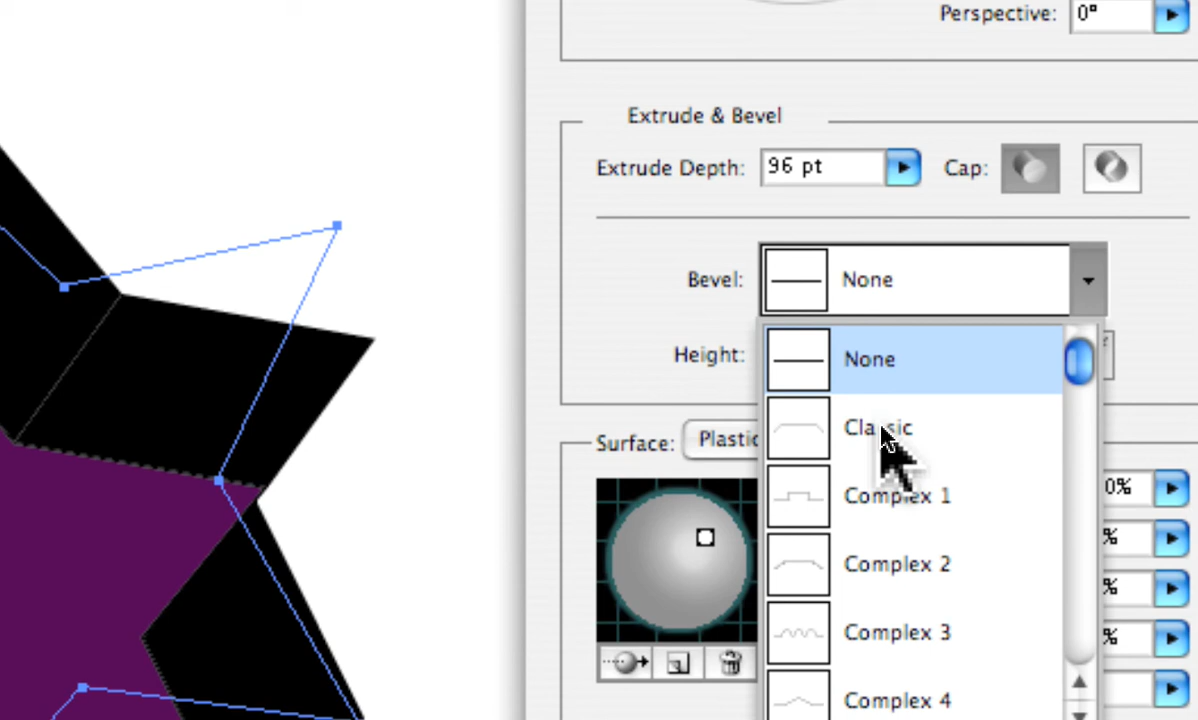 Perspective: 0°
Extrude & Bevel
Extrude Depth: 96 pt Cap:
Bevel: None
Height:
None
Classic
Complex 1
Complex 2
Complex 3
Complex 4
Surface: Plastic
0%
%
%
%